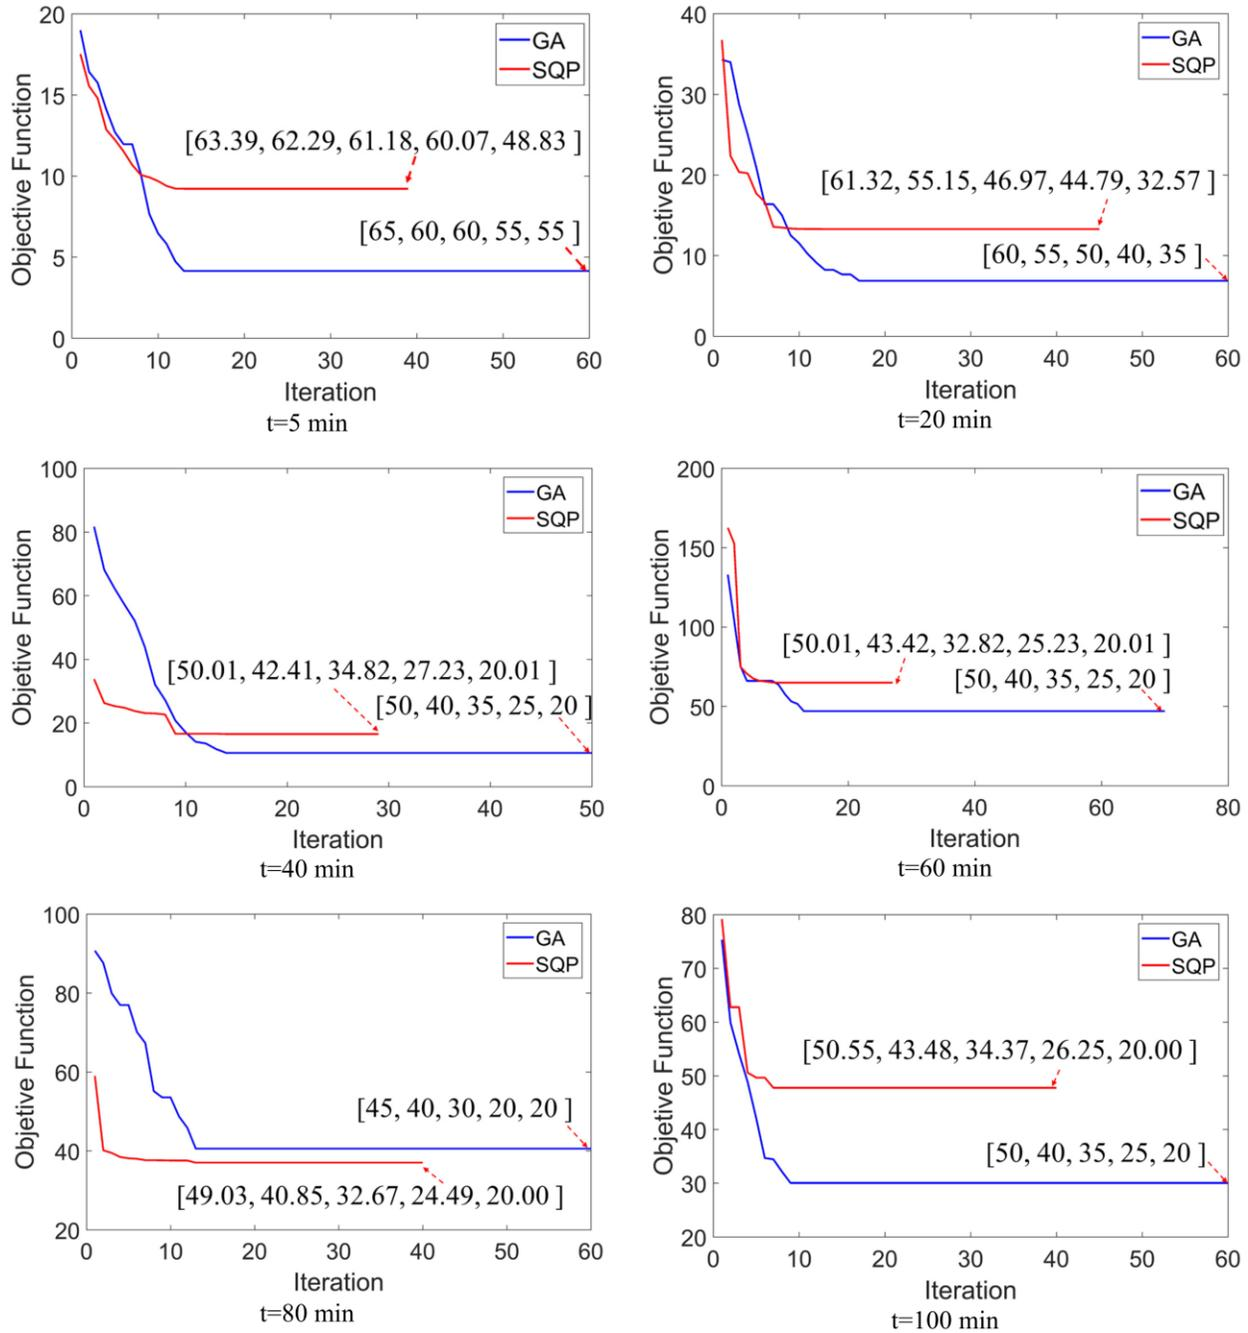 20
15
10
5
0
Objective Function
GA
SQP
[63.39, 62.29, 61.18, 60.07, 48.83 ]
[65, 60, 60, 55, 55 ]
0 10 20 30 40 50 60
Iteration
t=5 min
40
30
20
10
0
Objetive Function
GA
SQP
[61.32, 55.15, 46.97, 44.79, 32.57 ]
[60, 55, 50, 40, 35 ]
0 10 20 30 40 50 60
Iteration
t=20 min
100
80
60
40
20
0
Objetive Function
GA
SQP
[50.01, 42.41, 34.82, 27.23, 20.01 ]
[50, 40, 35, 25, 20 ]
0 10 20 30 40 50
Iteration
t=40 min
200
150
100
50
0
Objetive Function
GA
SQP
[50.01, 43.42, 32.82, 25.23, 20.01 ]
[50, 40, 35, 25, 20 ]
0 20 40 60 80
Iteration
t=60 min
100
80
60
40
20
Objetive Function
GA
SQP
[45, 40, 30, 20, 20 ]
[49.03, 40.85, 32.67, 24.49, 20.00 ]
0 10 20 30 40 50 60
Iteration
t=80 min
80
70
60
50
40
30
20
Objetive Function
GA
SQP
[50.55, 43.48, 34.37, 26.25, 20.00 ]
[50, 40, 35, 25, 20 ]
0 10 20 30 40 50 60
Iteration
t=100 min